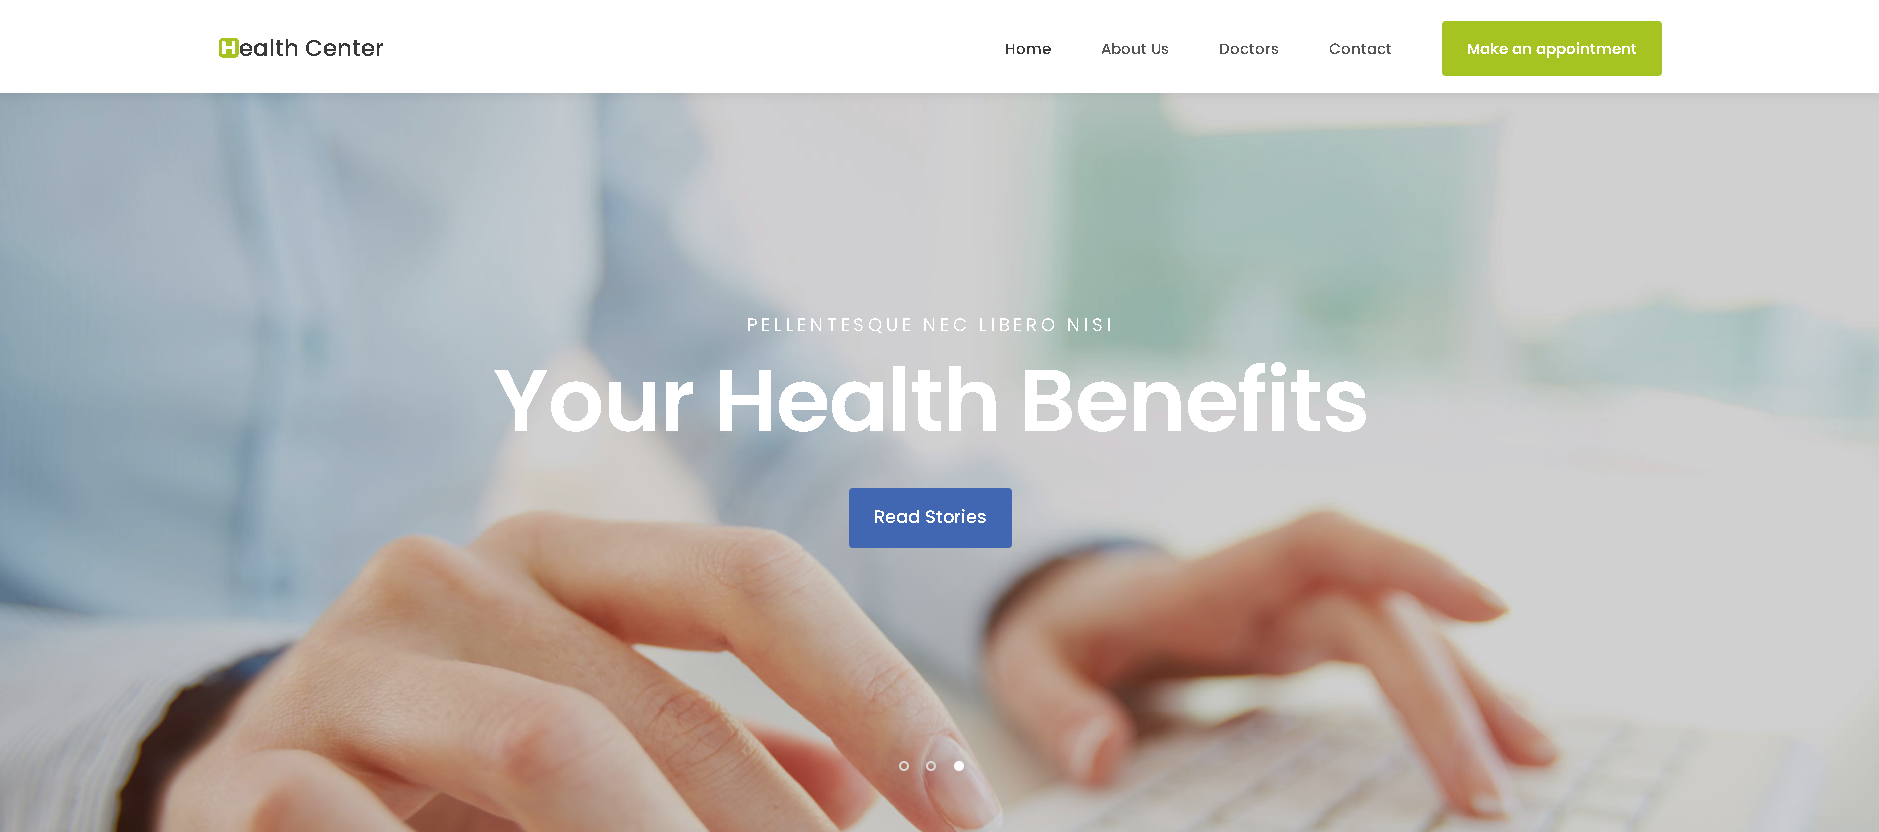 Health Center
Home
About Us
Doctors
Contact
Make an appointment
PELLENTESQUE NEC LIBERO NISI
Your Health Benefits
Read Stories